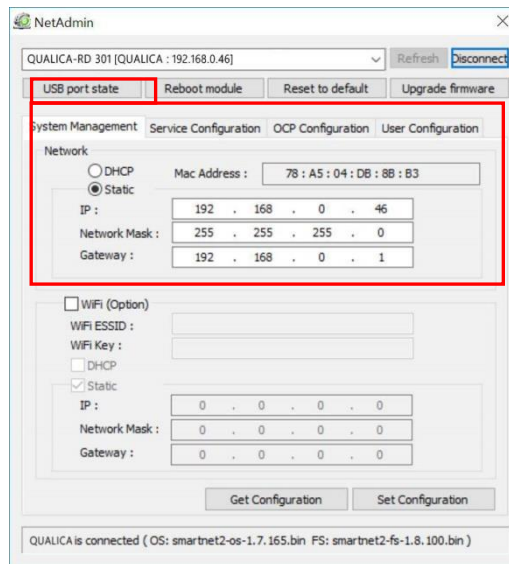 NetAdmin
QUALICA-RD 301 [QUALICA : 192.168.0.46] Refresh Disconnect
USB port state Reboot module Reset to default Upgrade firmware
System Management Service Configuration OCP Configuration User Configuration
Network
DHCP Mac Address : 78 : A5 : 04 : DB : 8B : B3
Static
IP : 192 . 168 . 0 . 46
Network Mask : 255 . 255 . 255 . 0
Gateway : 192 . 168 . 0 . 1
WiFi (Option)
WiFi ESSID :
WiFi Key :
DHCP
Static
IP : 0 . 0 . 0 . 0
Network Mask : 0 . 0 . 0 . 0
Gateway : 0 . 0 . 0 . 0
Get Configuration Set Configuration
QUALICA is connected ( OS: smartnet2-os-1.7.165.bin FS: smartnet2-fs-1.8.100.bin )